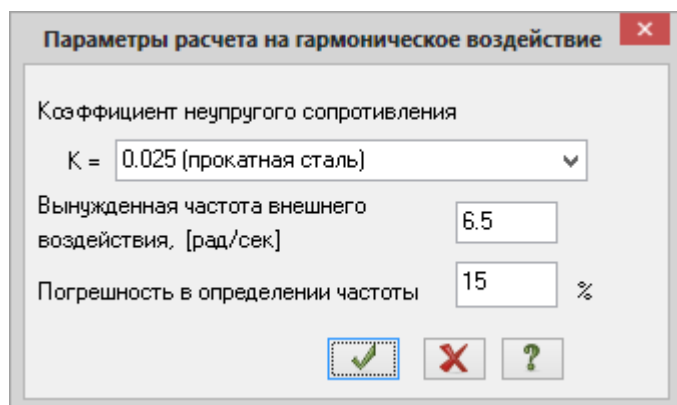 Параметры расчета на гармоническое воздействие
Коэффициент неупругого сопротивления
K = 0.025 (прокатная сталь)
Вынужденная частота внешнего
воздействия, [рад/сек]
6.5
Погрешность в определении частоты 15 %